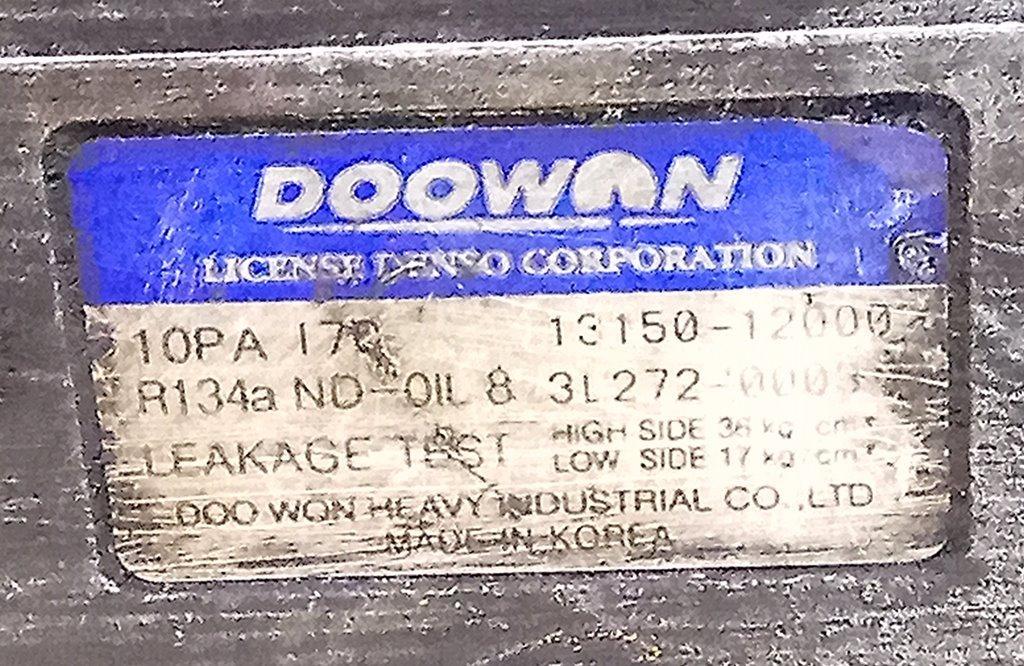 DOOWON
LICENSE DENSO CORPORATION
10PA 13150-12000
R134a ND-OIL 8 3L272-
LEAKAGE TEST HIGH SIDE 36 kg/cm²
LOW SIDE 17 kg/cm²
DOO WON HEAVY INDUSTRIAL CO.,LTD
MADE IN KOREA